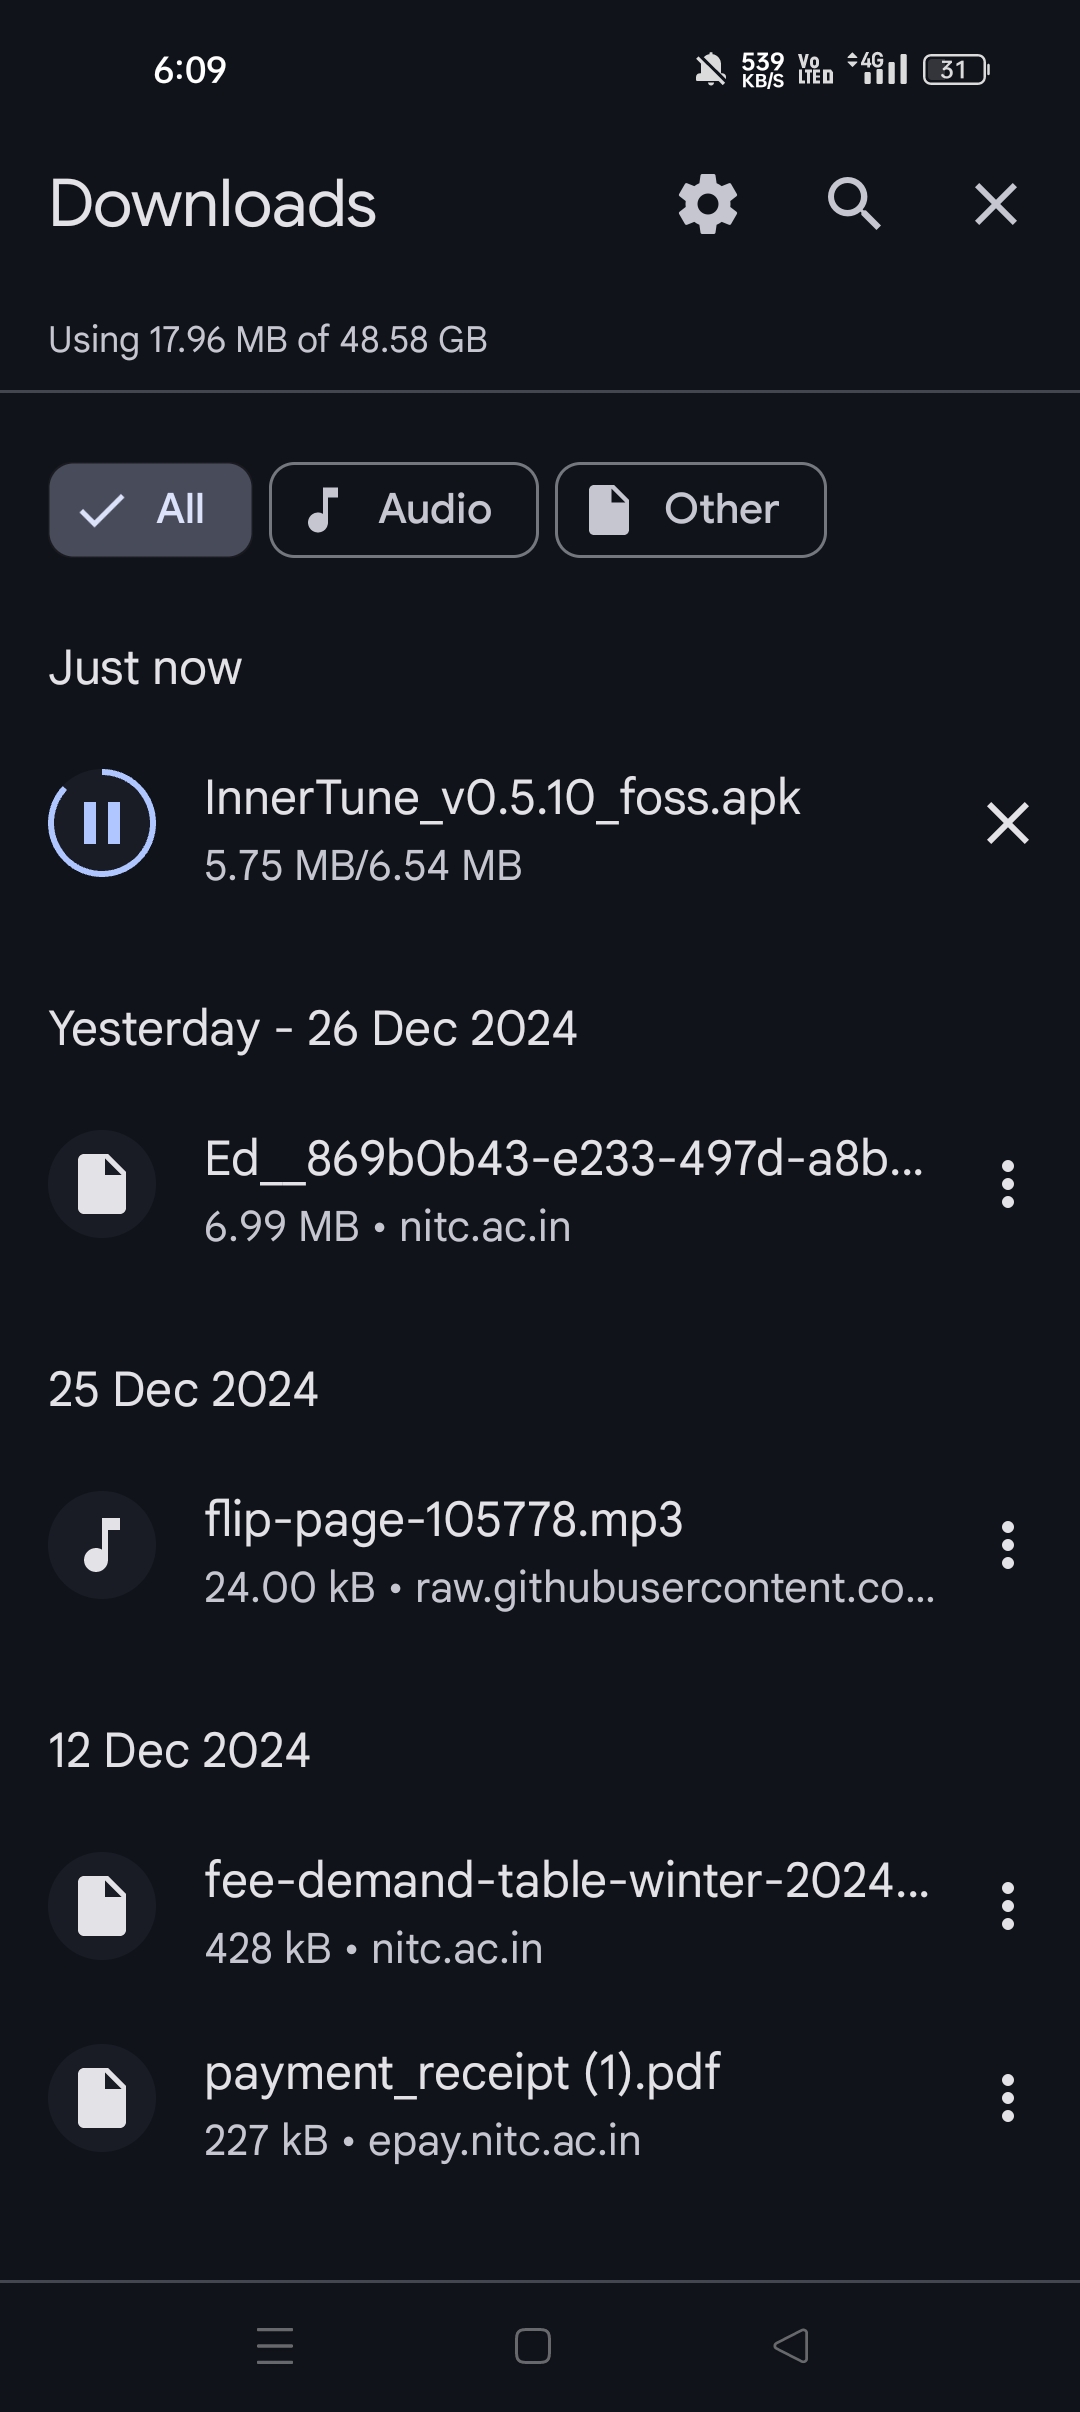 6:09
539 KB/S Vo LTE D 4G 31
Downloads
Using 17.96 MB of 48.58 GB
All Audio Other
Just now
InnerTune_v0.5.10_foss.apk
5.75 MB/6.54 MB
Yesterday - 26 Dec 2024
Ed__869b0b43-e233-497d-a8b...
6.99 MB • nitc.ac.in
25 Dec 2024
flip-page-105778.mp3
24.00 kB • raw.githubusercontent.co...
12 Dec 2024
fee-demand-table-winter-2024...
428 kB • nitc.ac.in
payment_receipt (1).pdf
227 kB • epay.nitc.ac.in